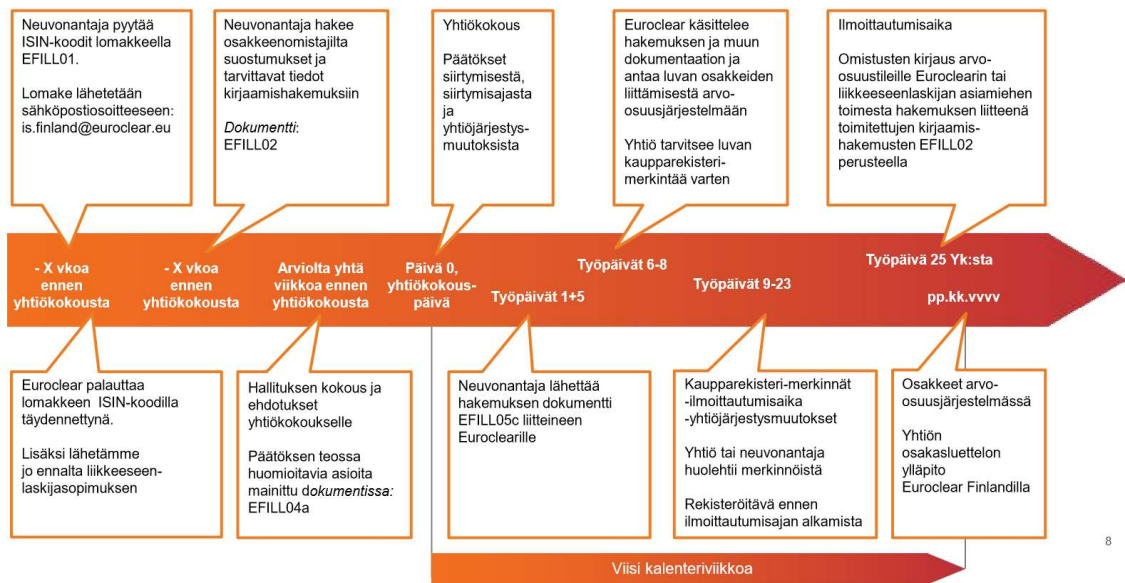 Neuvonantaja pyytää
ISIN-koodit lomakkeella
EFILL01.
Lomake lähetetään
sähköpostiosoitteeseen:
is.finland@euroclear.eu
Neuvonantaja hakee
osakkeenomistajilta
suostumukset ja
tarvittavat tiedot
kirjaamishakemuksiin
Dokumentti:
EFILL02
Yhtiökokous
Päätökset
siirtymisestä,
siirtymisajasta
ja
yhtiöjärjestys-
muutoksista
Euroclear käsittelee
hakemuksen ja muun
dokumentaation ja
antaa luvan osakkeiden
liittämisestä arvo-
osuusjärjestelmään
Yhtiö tarvitsee luvan
kaupparekisteri-
merkintää varten
Ilmoittautumisaika
Omistusten kirjaus arvo-
osuustileille Euroclearin tai
liikkeeseenlaskijan asiamiehen
toimesta hakemuksen liitteenä
toimitettujen kirjaamis-
hakemusten EFILL02
perusteella
- X vkoa
ennen
yhtiökokousta
- X vkoa
ennen
yhtiökokousta
Arviolta yhtä
viikkoa ennen
yhtiökokousta
Päivä 0,
yhtiökokous-
päivä
Työpäivät 1+5
Työpäivät 6-8
Työpäivät 9-23
Työpäivä 25 Yk:sta
pp.kk.vvvv
Euroclear palauttaa
lomakkeen ISIN-koodilla
täydennettynä.
Lisäksi lähetämme
jo ennalta liikkeeseen-
laskijasopimuksen
Hallituksen kokous ja
ehdotukset
yhtiökokoukselle
Päätöksen teossa
huomioitavia asioita
mainittu dokumentissa:
EFILL04a
Neuvonantaja lähettää
hakemuksen dokumentti
EFILL05c liitteineen
Euroclearille
Kaupparekisteri-merkinnät
-ilmoittautumisaika
-yhtiöjärjestysmuutokset
Yhtiö tai neuvonantaja
huolehtii merkinnöistä
Rekisteröitävä ennen
ilmoittautumisajan alkamista
Osakkeet arvo-
osuusjärjestelmässä
Yhtiön
osakasluettelon
ylläpito
Euroclear Finlandilla
8
Viisi kalenteriviikkoa